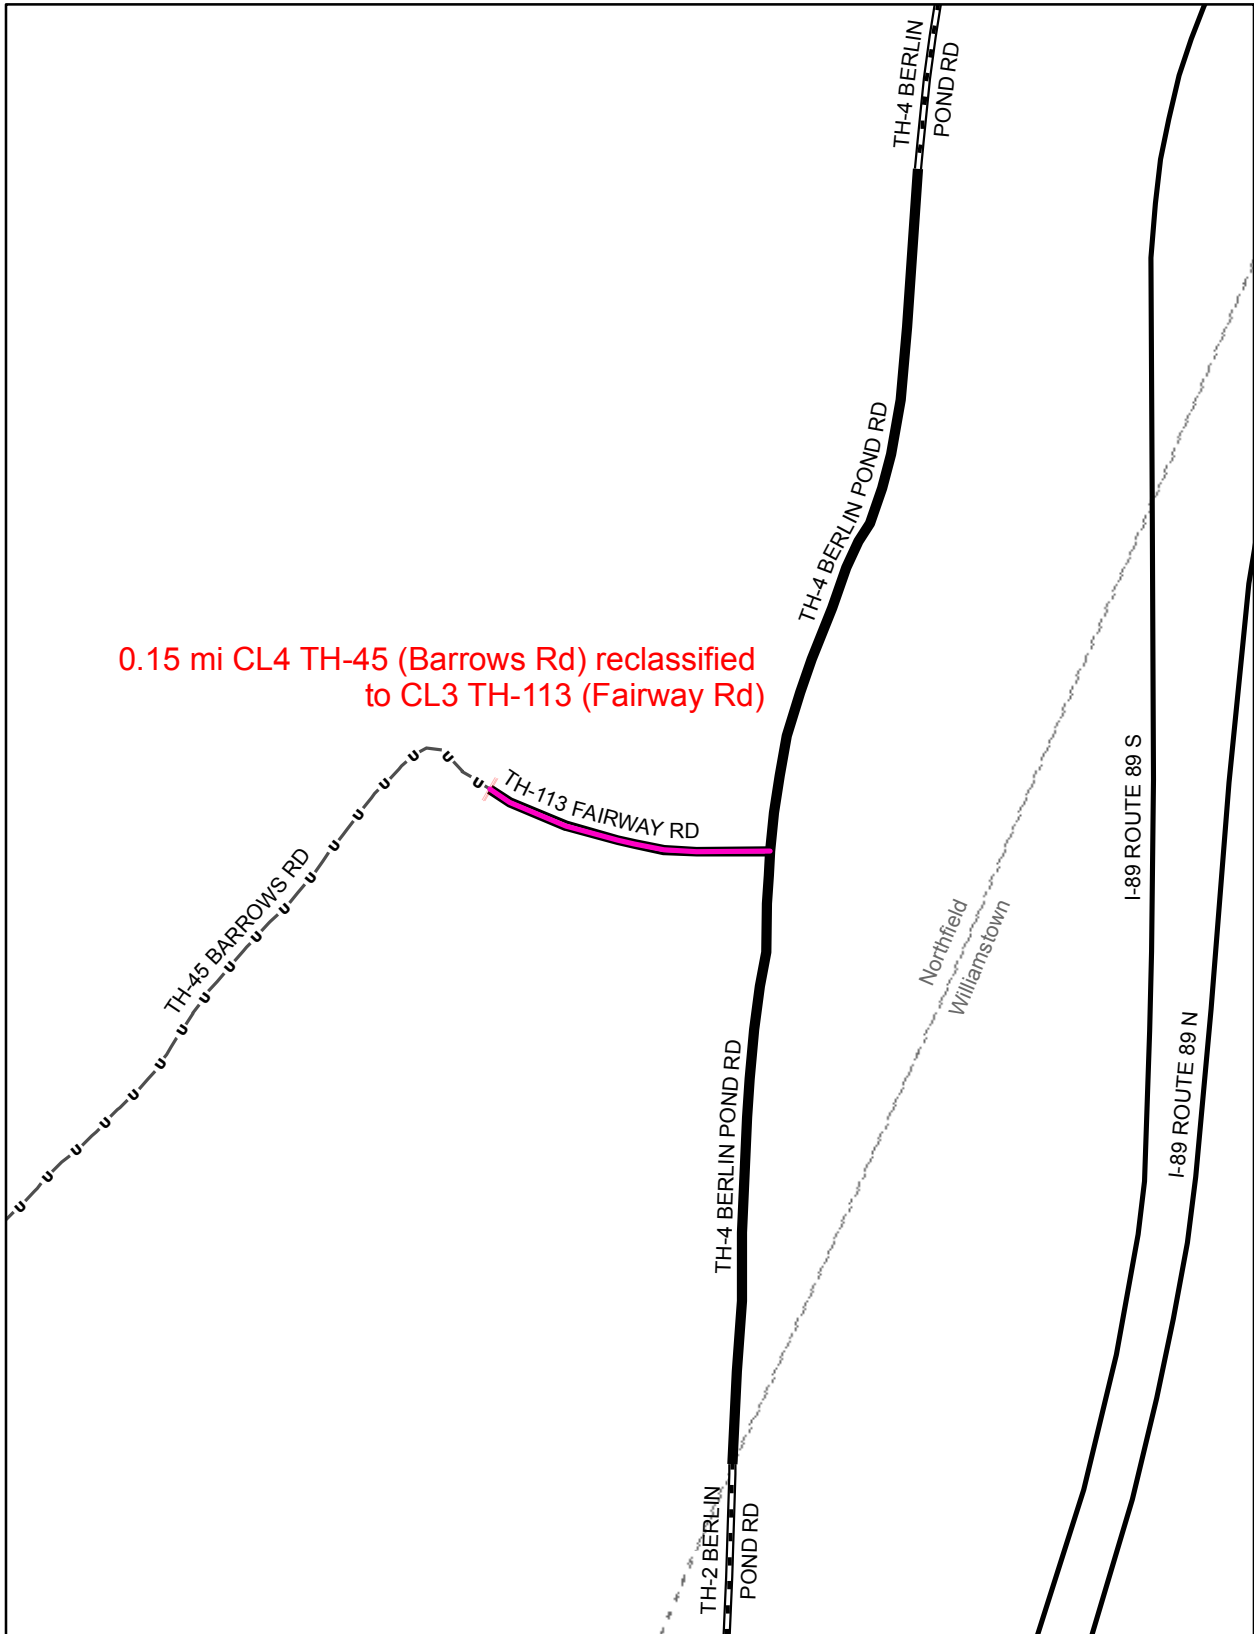 TH-4 BERLIN
POND RD
TH-4 BERLIN POND RD
0.15 mi CL4 TH-45 (Barrows Rd) reclassified
to CL3 TH-113 (Fairway Rd)
TH-113 FAIRWAY RD
I-89 ROUTE 89 S
TH-45 BARROWS RD
Northfield
Williamstown
I-89 ROUTE 89 N
TH-4 BERLIN POND RD
TH-2 BERLIN
POND RD